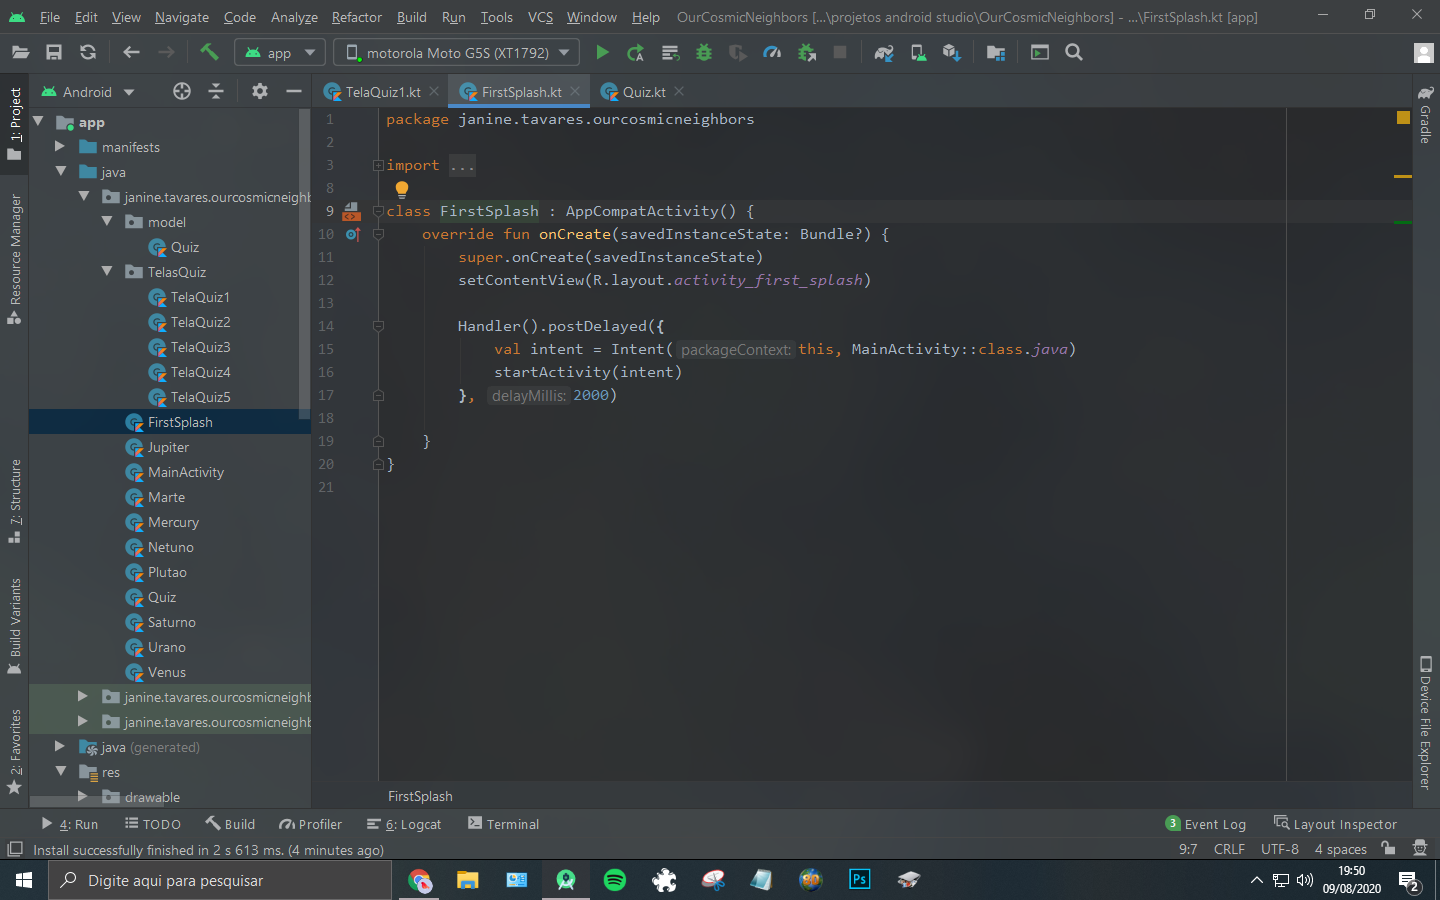 File Edit View Navigate Code Analyze Refactor Build Run Tools VCS Window Help OurCosmicNeighbors [...\projetos android studio\OurCosmicNeighbors] - ...\FirstSplash.kt [app]
app motorola Moto G5S (XT1792)
Android TelaQuiz1.kt FirstSplash.kt Quiz.kt
1: Project
Resource Manager
7: Structure
Build Variants
2: Favorites
app
manifests
java
janine.tavares.ourcosmicneighb
model
Quiz
TelasQuiz
TelaQuiz1
TelaQuiz2
TelaQuiz3
TelaQuiz4
TelaQuiz5
FirstSplash
Jupiter
MainActivity
Marte
Mercury
Netuno
Plutao
Quiz
Saturno
Urano
Venus
janine.tavares.ourcosmicneighb
janine.tavares.ourcosmicneighb
java (generated)
res
drawable
1 package janine.tavares.ourcosmicneighbors
2
3 import ...
8
9 class FirstSplash : AppCompatActivity() {
10 override fun onCreate(savedInstanceState: Bundle?) {
11 super.onCreate(savedInstanceState)
12 setContentView(R.layout.activity_first_splash)
13
14 Handler().postDelayed({
15 val intent = Intent( packageContext: this, MainActivity::class.java)
16 startActivity(intent)
17 }, delayMillis: 2000)
18
19 }
20 }
21
FirstSplash
Gradle
Device File Explorer
4: Run TODO Build Profiler 6: Logcat Terminal 3 Event Log Layout Inspector
Install successfully finished in 2 s 613 ms. (4 minutes ago) 9:7 CRLF UTF-8 4 spaces
Digite aqui para pesquisar Ps 19:50
09/08/2020 2